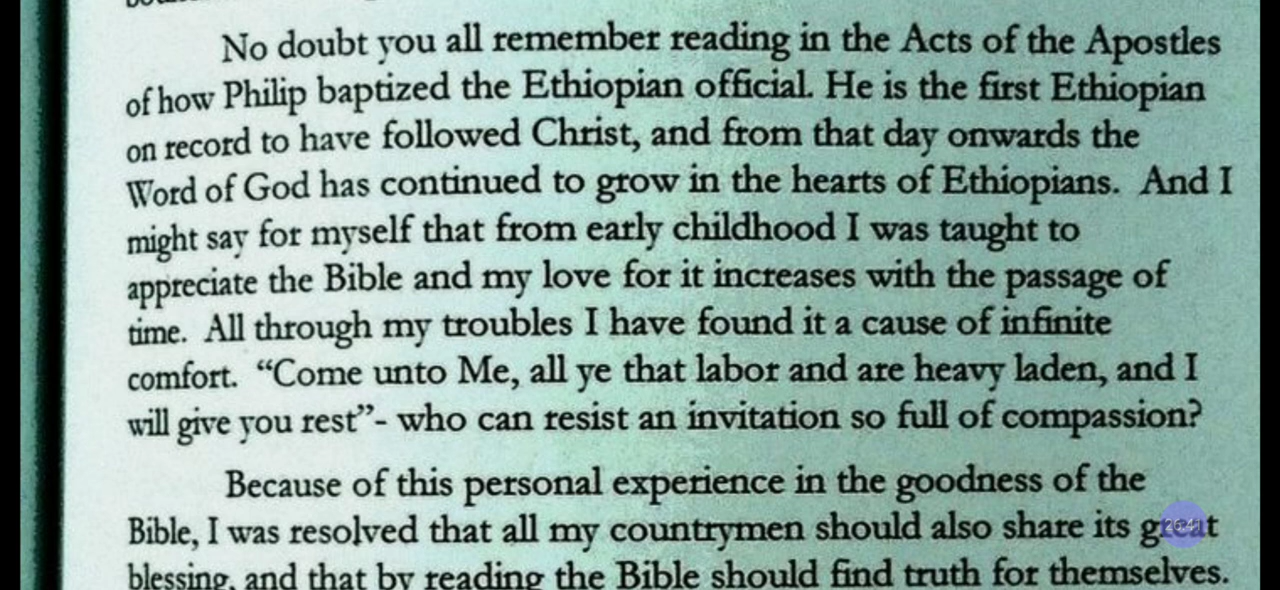 No doubt you all remember reading in the Acts of the Apostles
of how Philip baptized the Ethiopian official. He is the first Ethiopian
on record to have followed Christ, and from that day onwards the
Word of God has continued to grow in the hearts of Ethiopians. And I
might say for myself that from early childhood I was taught to
appreciate the Bible and my love for it increases with the passage of
time. All through my troubles I have found it a cause of infinite
comfort. “Come unto Me, all ye that labor and are heavy laden, and I
will give you rest”- who can resist an invitation so full of compassion?
Because of this personal experience in the goodness of the
Bible, I was resolved that all my countrymen should also share its great
26:41
blessing, and that by reading the Bible should find truth for themselves.